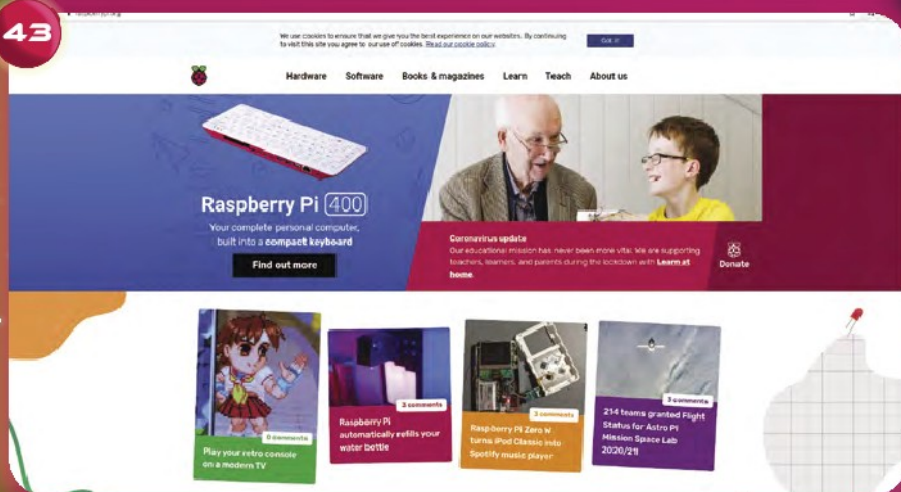 43
We use cookies to ensure that we give you the best experience on our websites. By continuing
to visit this site you agree to our use of cookies. Read our cookie policy.
Got it!
Hardware Software Books & magazines Learn Teach About us
Raspberry Pi 400
Your complete personal computer,
built into a compact keyboard
Find out more
Coronavirus update
Our educational mission has never been more vital. We are supporting
teachers, learners, and parents during the lockdown with Learn at
home.
Donate
0 comments
Play your retro console
on a modern TV
3 comments
Raspberry Pi
automatically refills your
water bottle
3 comments
Raspberry Pi Zero W
turns iPod Classic into
Spotify music player
3 comments
214 teams granted Flight
Status for Astro Pi
Mission Space Lab
2020/21!